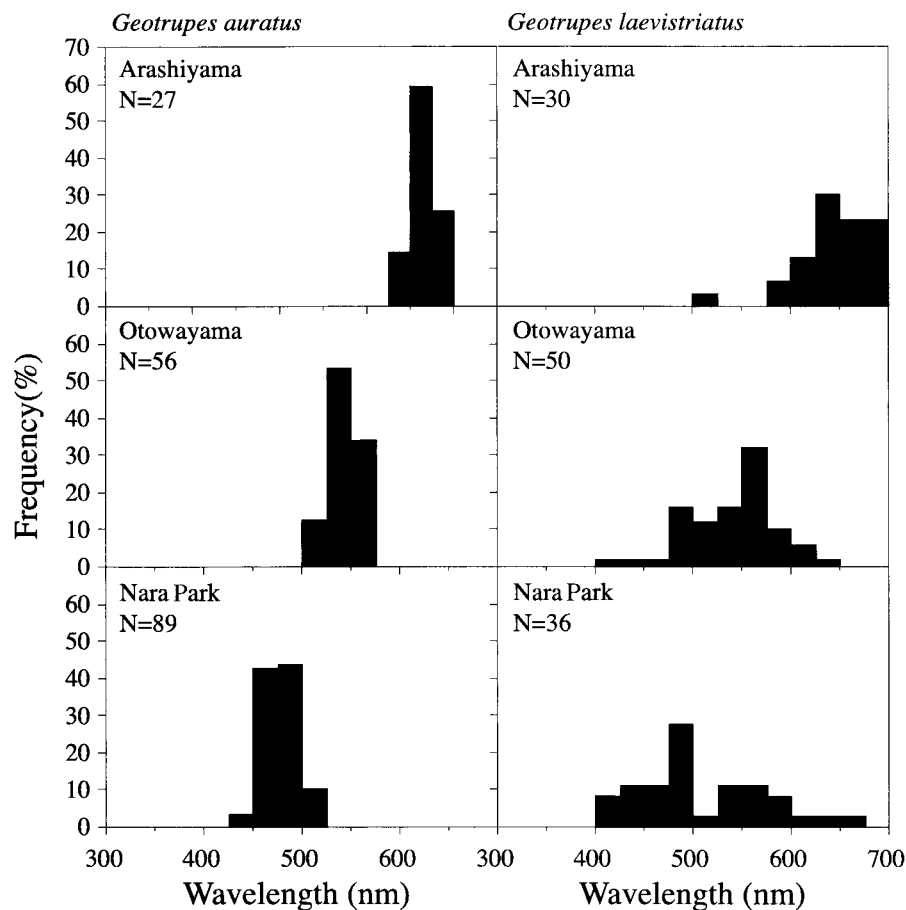 Geotrupes auratus
Geotrupes laevistriatus
70
60
50
40
30
20
10
0
Arashiyama
N=27
Arashiyama
N=30
60
50
40
30
20
10
0
Otowayama
N=56
Otowayama
N=50
60
50
40
30
20
10
0
Nara Park
N=89
Nara Park
N=36
Frequency(%)
300 400 500 600 300 400 500 600 700
Wavelength (nm) Wavelength (nm)